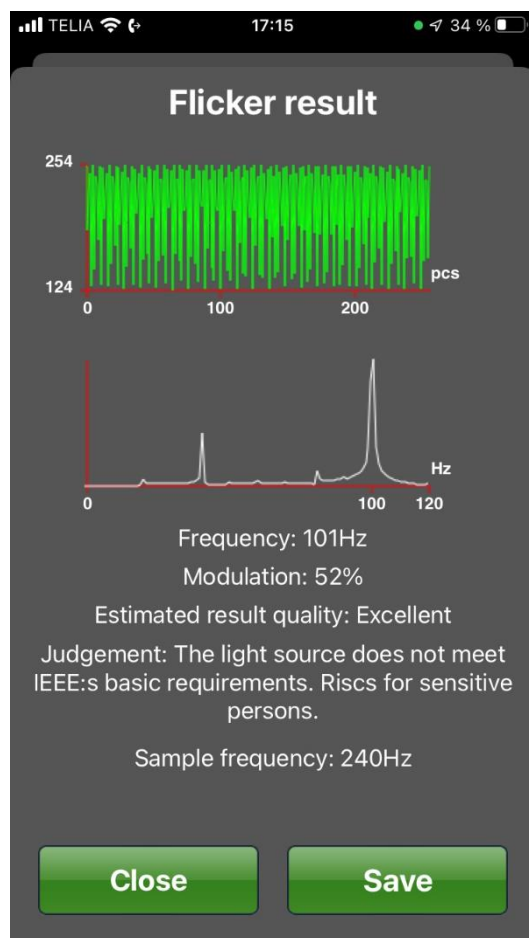 TELIA 17:15 34 %
Flicker result
254
124
pcs
0 100 200
Hz
0 100 120
Frequency: 101Hz
Modulation: 52%
Estimated result quality: Excellent
Judgement: The light source does not meet
IEEE:s basic requirements. Riscs for sensitive
persons.
Sample frequency: 240Hz
Close Save